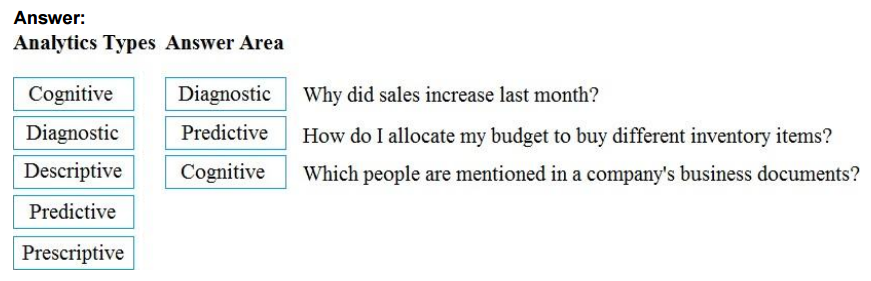 Answer:
Analytics Types Answer Area
Cognitive Diagnostic Why did sales increase last month?
Diagnostic Predictive How do I allocate my budget to buy different inventory items?
Descriptive Cognitive Which people are mentioned in a company's business documents?
Predictive
Prescriptive